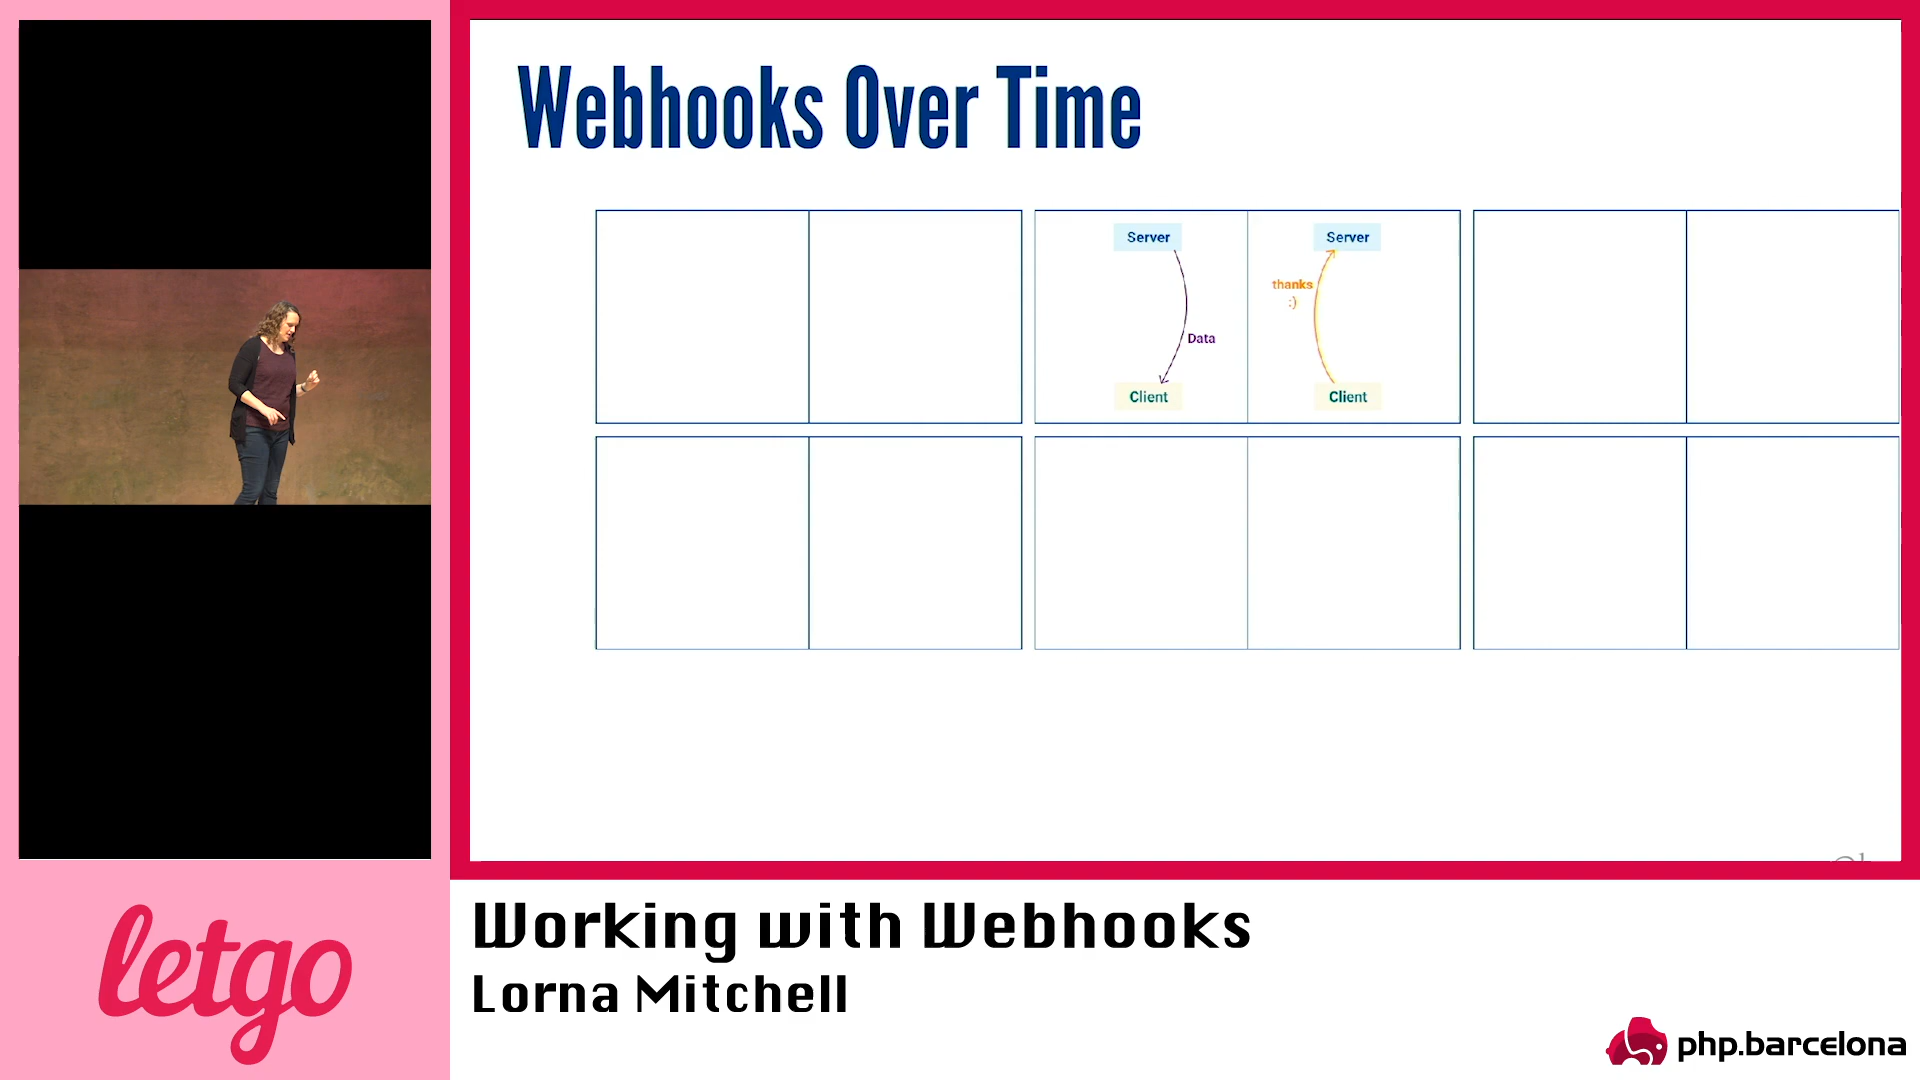 Webhooks Over Time
Server
Server
thanks
:)
Data
Client
Client
Working with Webhooks
Lorna Mitchell
letgo
php.barcelona